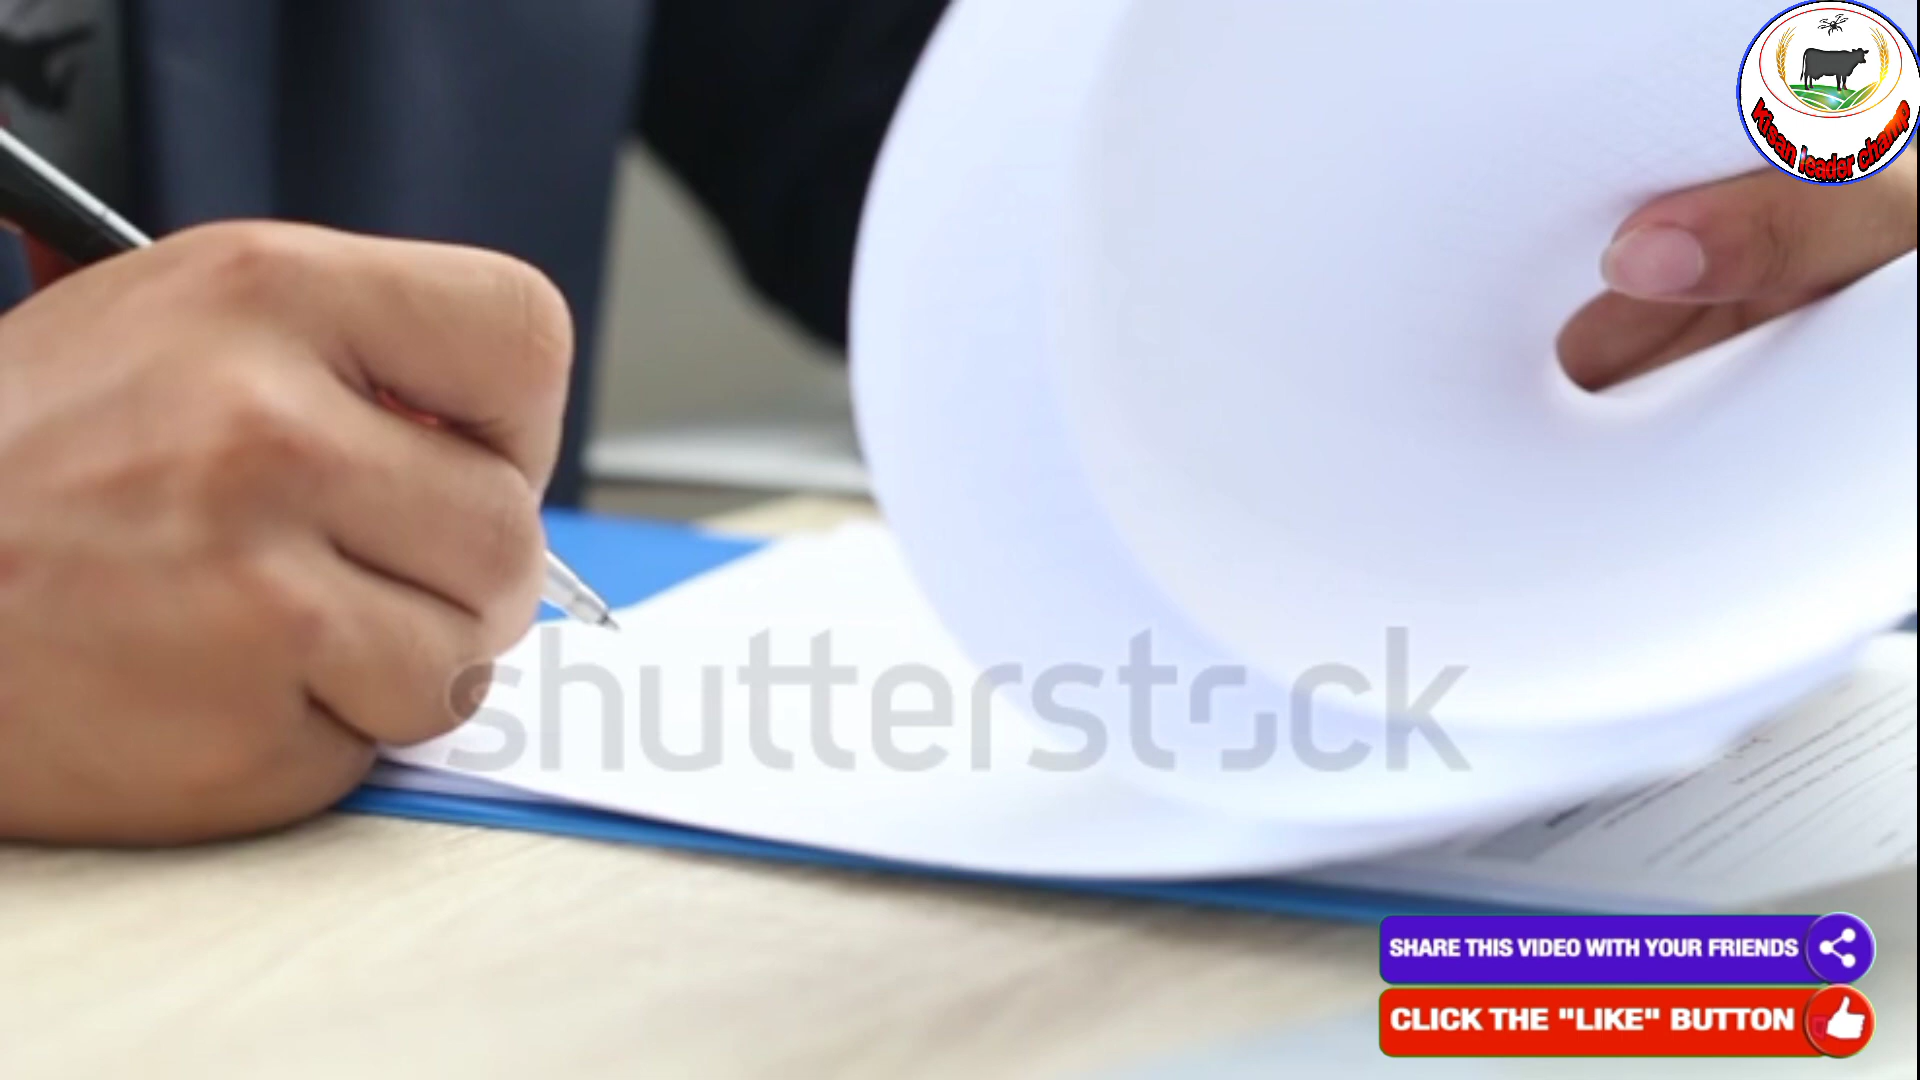 Kisan leader champ
shutterstock
SHARE THIS VIDEO WITH YOUR FRIENDS
CLICK THE "LIKE" BUTTON